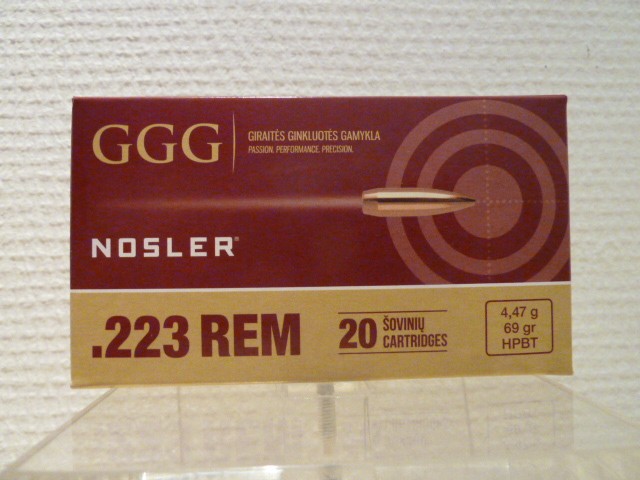 GGG
GIRAITĖS GINKLUOTĖS GAMYKLA
PASSION. PERFORMANCE. PRECISION.
NOSLER®
.223 REM
20 ŠOVINIŲ
CARTRIDGES
4,47 g
69 gr
HPBT